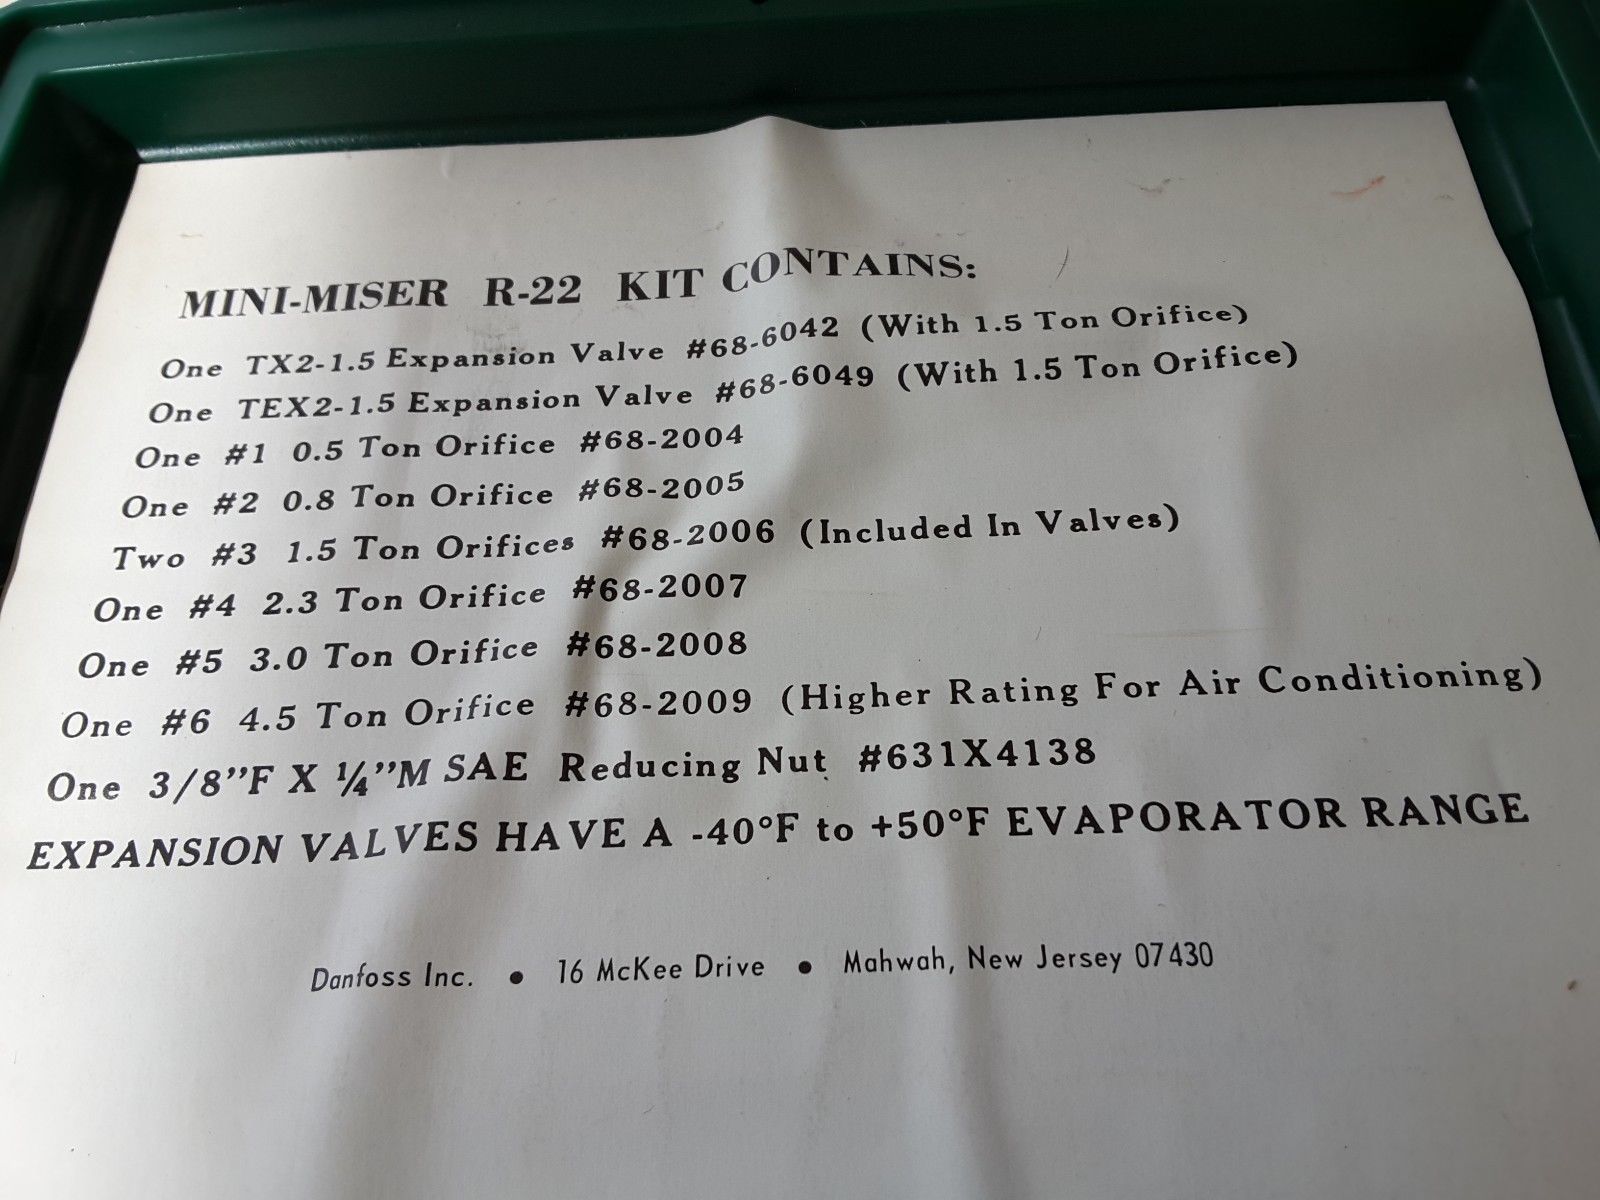 MINI-MISER R-22 KIT CONTAINS:
One TX2-1.5 Expansion Valve #68-6042 (With 1.5 Ton Orifice)
One TEX2-1.5 Expansion Valve #68-6049 (With 1.5 Ton Orifice)
One #1 0.5 Ton Orifice #68-2004
One #2 0.8 Ton Orifice #68-2005
Two #3 1.5 Ton Orifices #68-2006 (Included In Valves)
One #4 2.3 Ton Orifice #68-2007
One #5 3.0 Ton Orifice #68-2008
One #6 4.5 Ton Orifice #68-2009 (Higher Rating For Air Conditioning)
One 3/8”F X ¼”M SAE Reducing Nut #631X4138
EXPANSION VALVES HAVE A -40°F to +50°F EVAPORATOR RANGE
Danfoss Inc. • 16 McKee Drive • Mahwah, New Jersey 07430